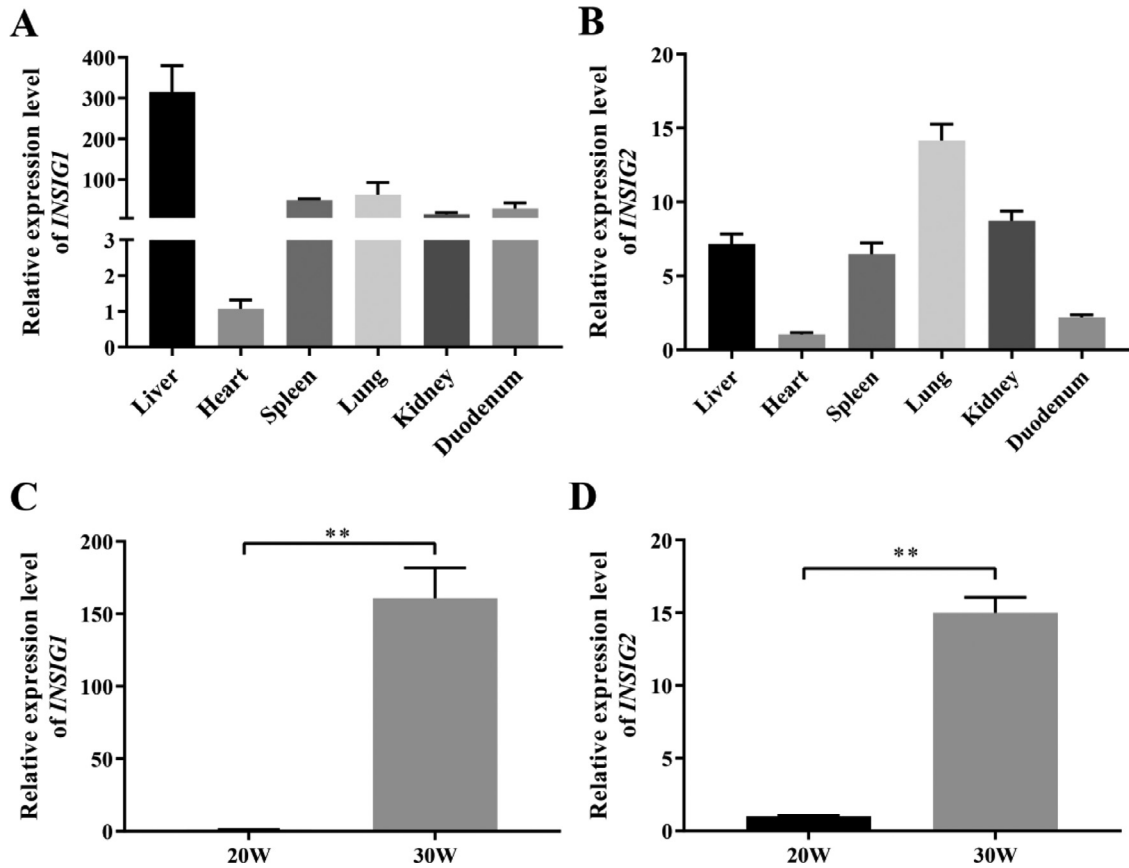 A
Relative expression level
of INSIG1
400
300
200
100
3
2
1
0
Liver
Heart
Spleen
Lung
Kidney
Duodenum
B
Relative expression level
of INSIG2
20
15
10
5
0
Liver
Heart
Spleen
Lung
Kidney
Duodenum
C
Relative expression level
of INSIG1
200
150
100
50
0
**
20W
30W
D
Relative expression level
of INSIG2
20
15
10
5
0
**
20W
30W